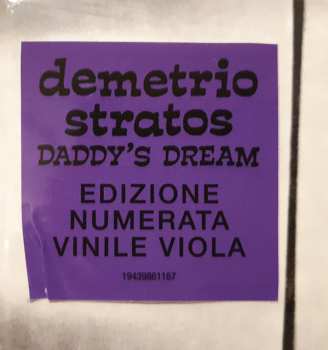 demetrio
stratos
DADDY'S DREAM
EDIZIONE
NUMERATA
VINILE VIOLA
19439861167